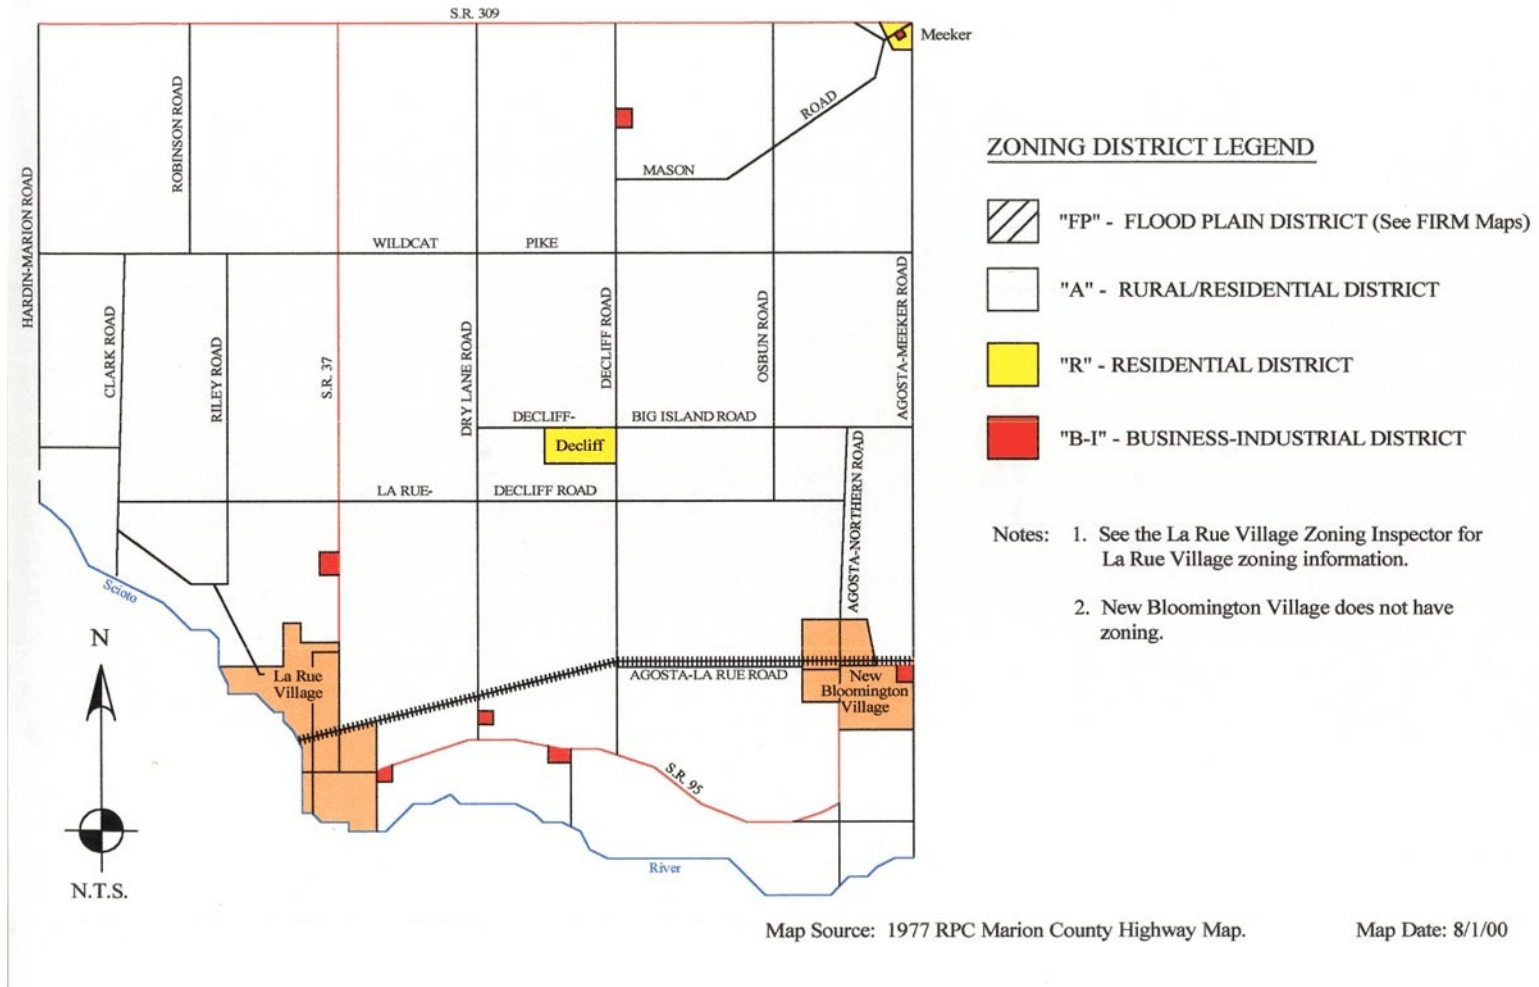 S.R. 309
Meeker
ROBINSON ROAD
ROAD
MASON
HARDIN-MARION ROAD
WILDCAT PIKE
CLARK ROAD
RILEY ROAD
S.R. 37
DRY LANE ROAD
DECLIFF ROAD
OSBUN ROAD
AGOSTA-MEEKER ROAD
DECLIFF- BIG ISLAND ROAD
Decliff
LA RUE- DECLIFF ROAD
AGOSTA-NORTHERN ROAD
Scioto
La Rue
Village
AGOSTA-LA RUE ROAD
New
Bloomington
Village
S.R. 95
River
N
N.T.S.
ZONING DISTRICT LEGEND
"FP" - FLOOD PLAIN DISTRICT (See FIRM Maps)
"A" - RURAL/RESIDENTIAL DISTRICT
"R" - RESIDENTIAL DISTRICT
"B-I" - BUSINESS-INDUSTRIAL DISTRICT
Notes: 1. See the La Rue Village Zoning Inspector for
La Rue Village zoning information.
2. New Bloomington Village does not have
zoning.
Map Source: 1977 RPC Marion County Highway Map. Map Date: 8/1/00